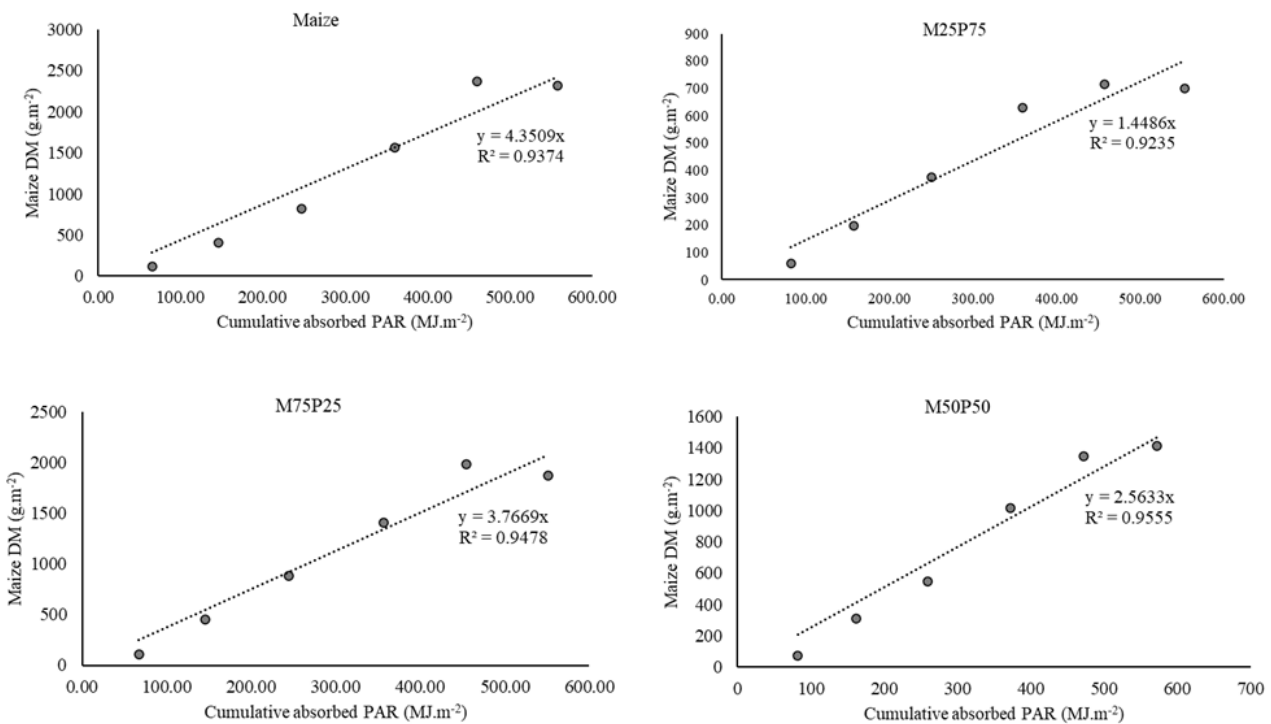 Maize
3000
2500
2000
1500
1000
500
0
Maize DM (g.m-2)
y = 4.3509x
R² = 0.9374
0.00 100.00 200.00 300.00 400.00 500.00 600.00
Cumulative absorbed PAR (MJ.m-2)
M25P75
900
800
700
600
500
400
300
200
100
0
Maize DM (g.m-2)
y = 1.4486x
R² = 0.9235
0.00 100.00 200.00 300.00 400.00 500.00 600.00
Cumulative absorbed PAR (MJ.m-2)
M75P25
2500
2000
1500
1000
500
0
Maize DM (g.m-2)
y = 3.7669x
R² = 0.9478
0.00 100.00 200.00 300.00 400.00 500.00 600.00
Cumulative absorbed PAR (MJ.m-2)
M50P50
1600
1400
1200
1000
800
600
400
200
0
Maize DM (g.m-2)
y = 2.5633x
R² = 0.9555
0 100 200 300 400 500 600 700
Cumulative absorbed PAR (MJ.m-2)